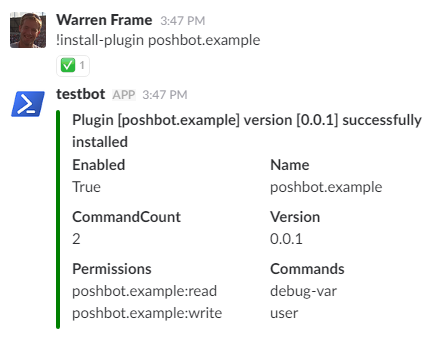 Warren Frame 3:47 PM
!install-plugin poshbot.example
1
testbot APP 3:47 PM
Plugin [poshbot.example] version [0.0.1] successfully
installed
Enabled Name
True poshbot.example
CommandCount Version
2 0.0.1
Permissions Commands
poshbot.example:read debug-var
poshbot.example:write user